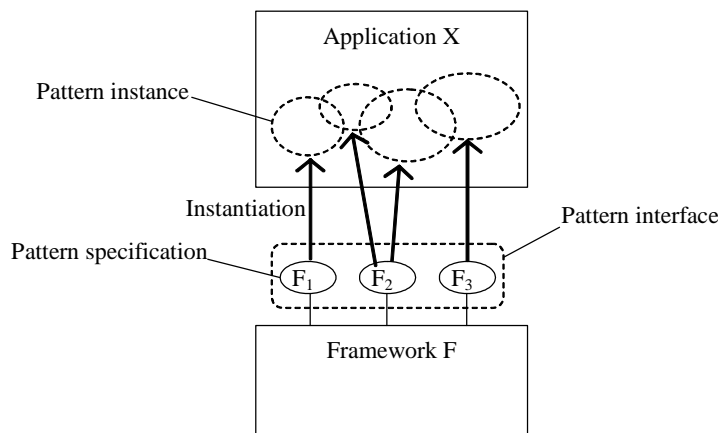 Application X
Pattern instance
Instantiation
Pattern interface
Pattern specification
F₁
F₂
F₃
Framework F